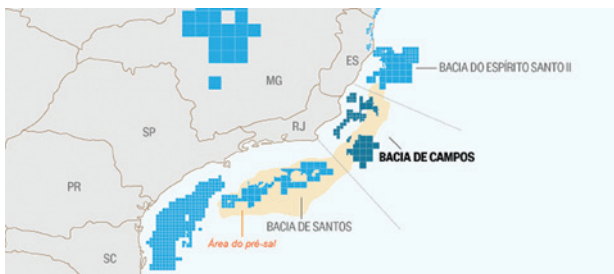 ES
BACIA DO ESPÍRITO SANTO II
MG
RJ
SP
BACIA DE CAMPOS
PR
BACIA DE SANTOS
Área do pré-sal
SC